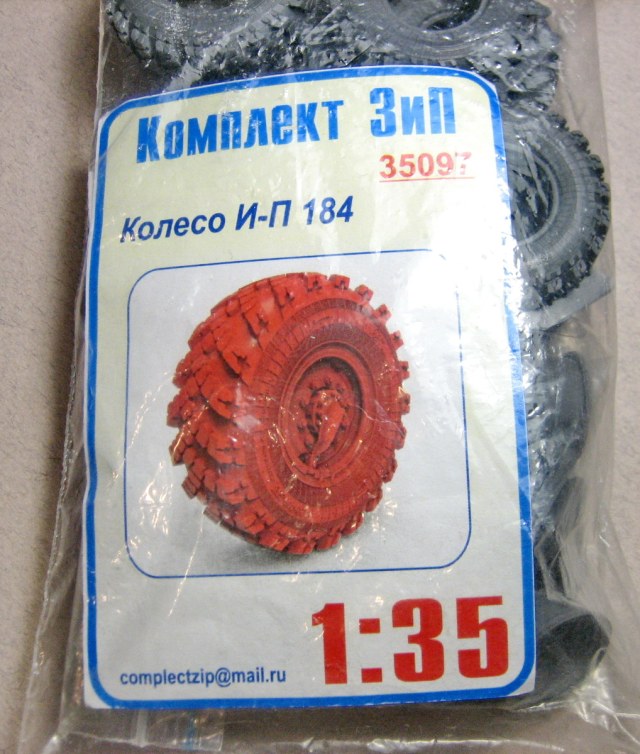 Комплект ЗиП
35097
Колесо И-П 184
1:35
complectzip@mail.ru